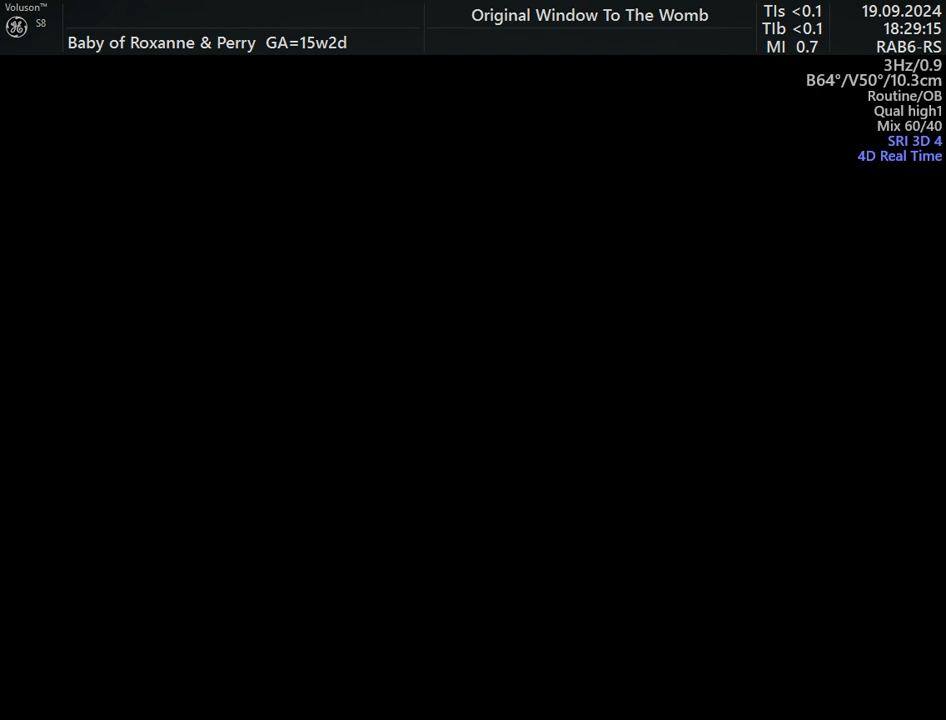 Voluson™
S8
Baby of Roxanne & Perry GA=15w2d
Original Window To The Womb
TIs <0.1
TIb <0.1
MI 0.7
19.09.2024
18:29:15
RAB6-RS
3Hz/0.9
B64°/V50°/10.3cm
Routine/OB
Qual high1
Mix 60/40
SRI 3D 4
4D Real Time